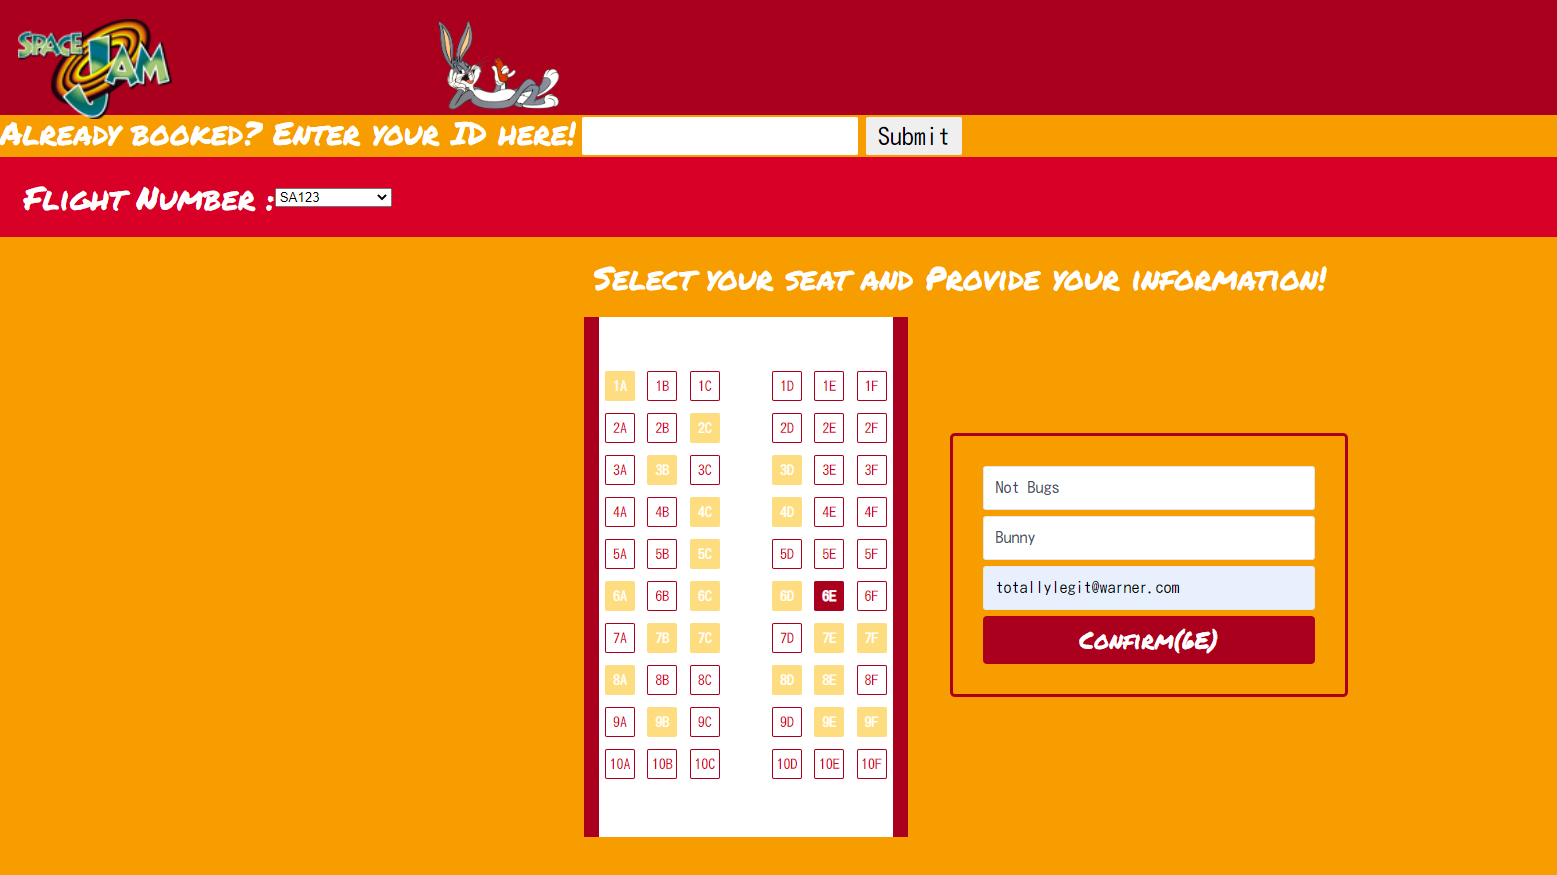 SPACE JAM
Already booked? Enter your ID here! Submit
Flight Number : SA123
Select your seat and Provide your information!
1A 1B 1C 1D 1E 1F
2A 2B 2C 2D 2E 2F
3A 3B 3C 3D 3E 3F
4A 4B 4C 4D 4E 4F
5A 5B 5C 5D 5E 5F
6A 6B 6C 6D 6E 6F
7A 7B 7C 7D 7E 7F
8A 8B 8C 8D 8E 8F
9A 9B 9C 9D 9E 9F
10A 10B 10C 10D 10E 10F
Not Bugs
Bunny
totallylegit@warner.com
Confirm(6E)